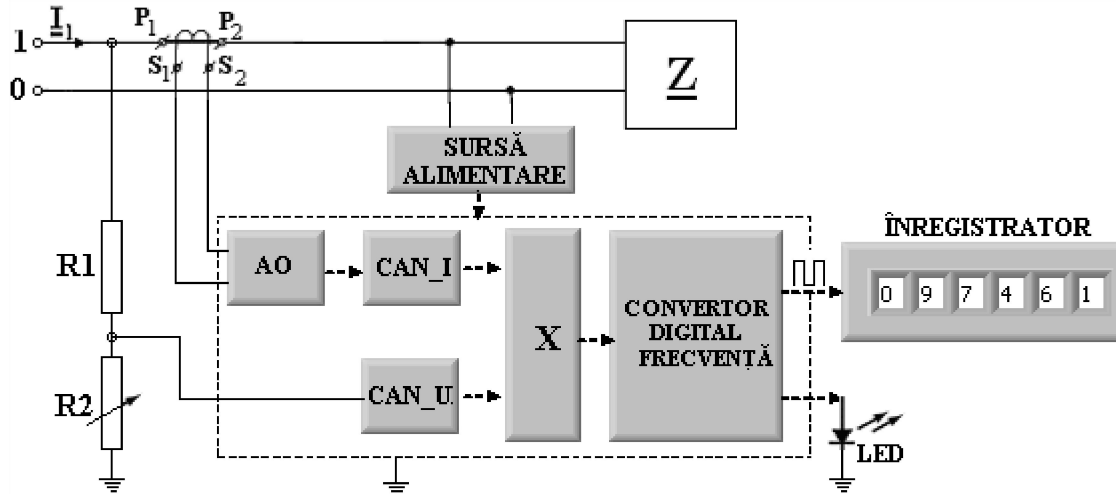 I1
P1
P2
1
S1
S2
0
Z
SURSĂ
ALIMENTARE
ÎNREGISTRATOR
R1
AO
CAN_I
0 9 7 4 6 1
X
CONVERTOR
DIGITAL
FRECVENȚĂ
R2
CAN_U
LED